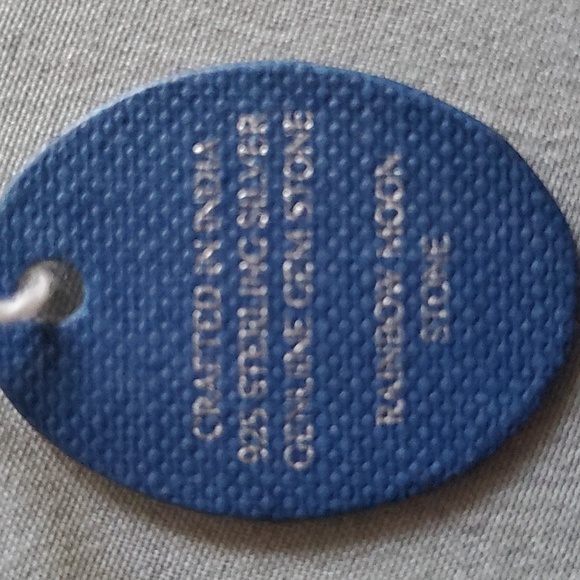 CRAFTED IN INDIA
925 STERLING SILVER
GENUINE GEM STONE
RAINBOW MOON
STONE